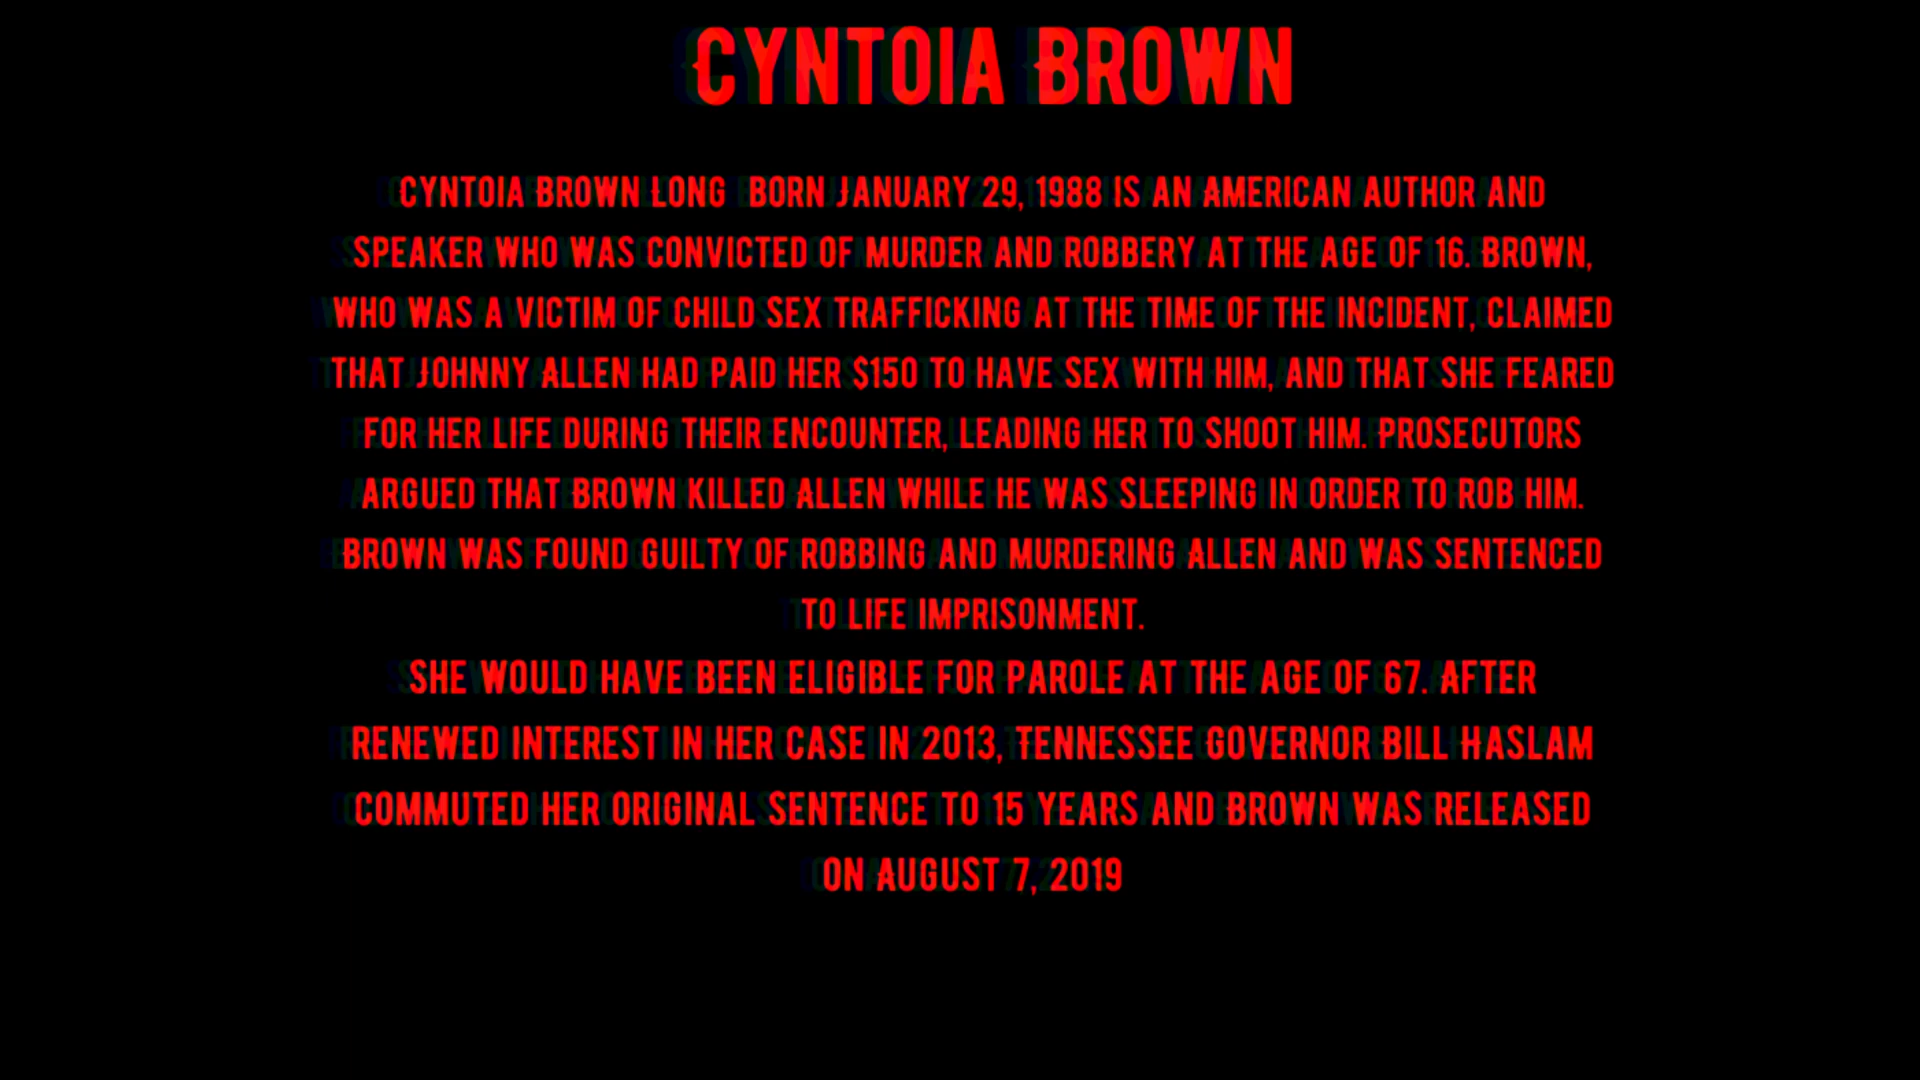 CYNTOIA BROWN
CYNTOIA BROWN LONG BORN JANUARY 29, 1988 IS AN AMERICAN AUTHOR AND
SPEAKER WHO WAS CONVICTED OF MURDER AND ROBBERY AT THE AGE OF 16. BROWN,
WHO WAS A VICTIM OF CHILD SEX TRAFFICKING AT THE TIME OF THE INCIDENT, CLAIMED
THAT JOHNNY ALLEN HAD PAID HER $150 TO HAVE SEX WITH HIM, AND THAT SHE FEARED
FOR HER LIFE DURING THEIR ENCOUNTER, LEADING HER TO SHOOT HIM. PROSECUTORS
ARGUED THAT BROWN KILLED ALLEN WHILE HE WAS SLEEPING IN ORDER TO ROB HIM.
BROWN WAS FOUND GUILTY OF ROBBING AND MURDERING ALLEN AND WAS SENTENCED
TO LIFE IMPRISONMENT.
SHE WOULD HAVE BEEN ELIGIBLE FOR PAROLE AT THE AGE OF 67. AFTER
RENEWED INTEREST IN HER CASE IN 2013, TENNESSEE GOVERNOR BILL HASLAM
COMMUTED HER ORIGINAL SENTENCE TO 15 YEARS AND BROWN WAS RELEASED
ON AUGUST 7, 2019